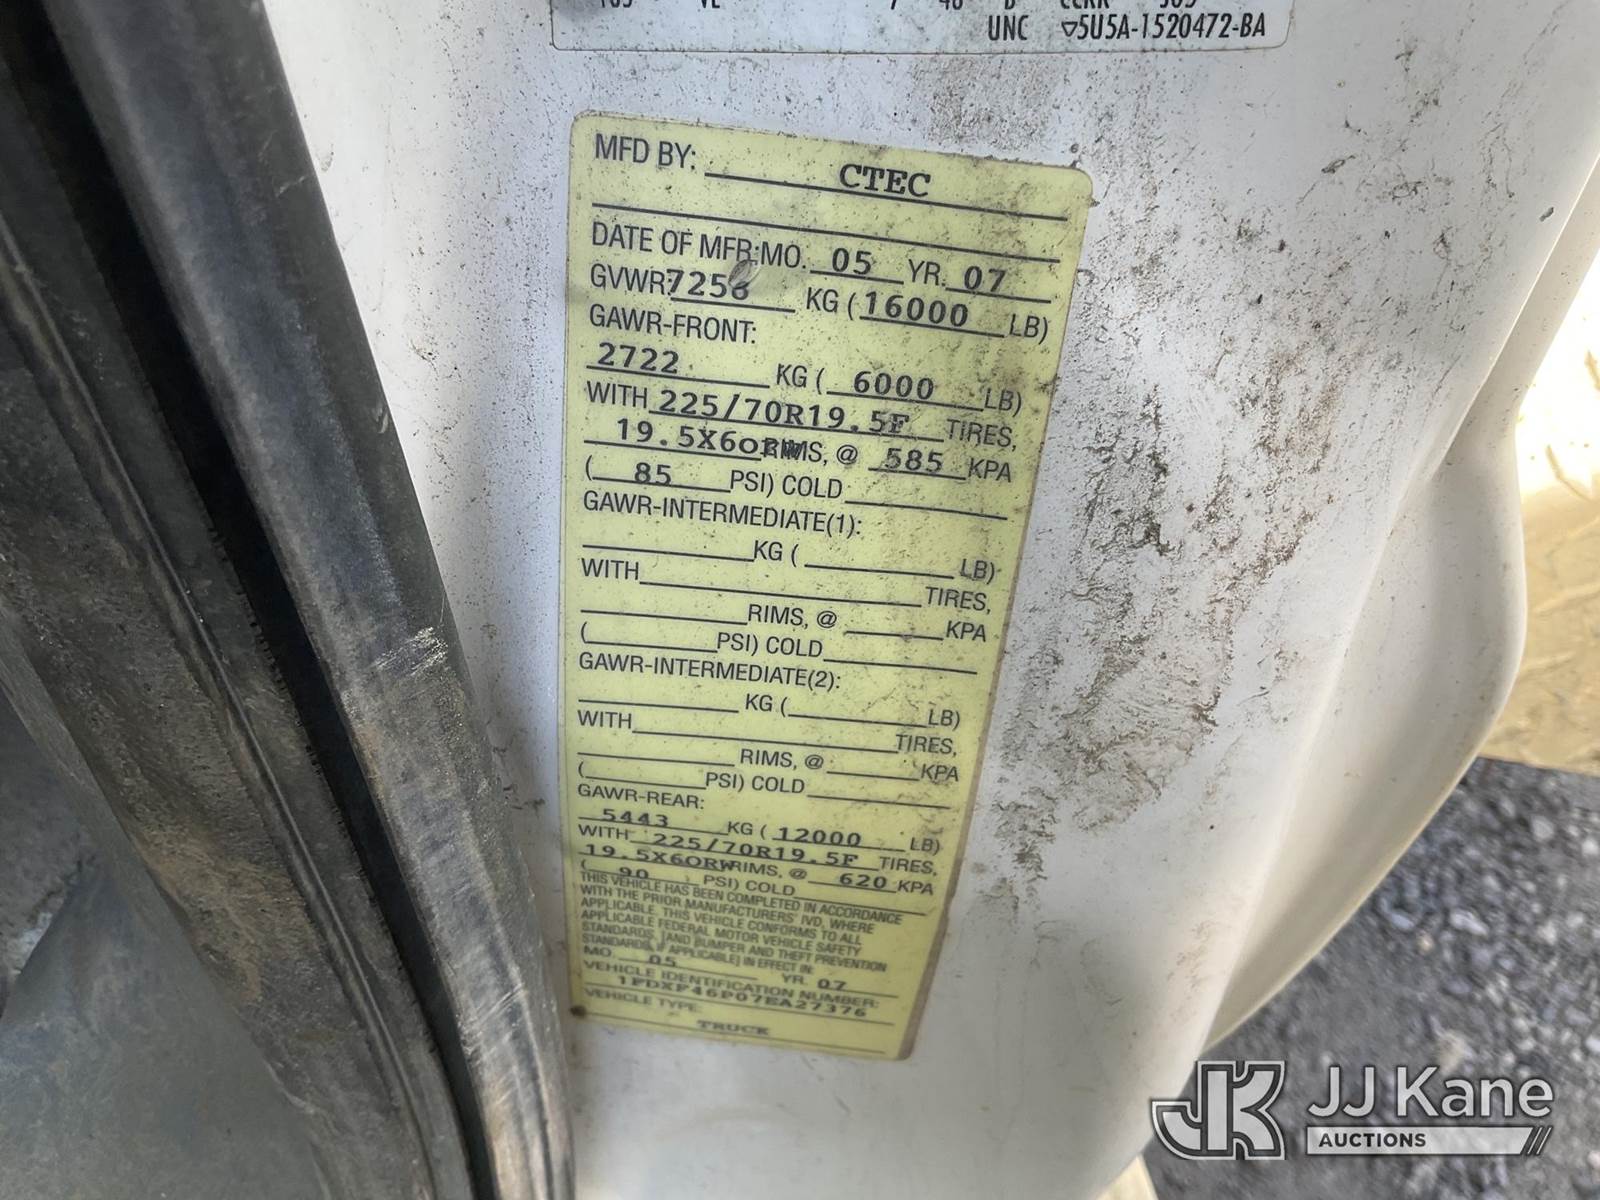 UNC ▽5U5A-1520472-BA
MFD BY: CTEC
DATE OF MFR: MO. 05 YR. 07
GVWR: 7258 KG ( 16000 LB)
GAWR-FRONT:
2722 KG ( 6000 LB)
WITH 225/70R19.5F TIRES,
19.5X6ORW RIMS, @ 585 KPA
( 85 PSI) COLD
GAWR-INTERMEDIATE(1):
KG ( LB)
WITH TIRES,
RIMS, @ KPA
( PSI) COLD
GAWR-INTERMEDIATE(2):
KG ( LB)
WITH TIRES,
RIMS, @ KPA
( PSI) COLD
GAWR-REAR:
5443 KG ( 12000 LB)
WITH 225/70R19.5F TIRES,
19.5X6ORW RIMS, @ 620 KPA
( 90 PSI) COLD
THIS VEHICLE HAS BEEN COMPLETED IN ACCORDANCE
WITH THE PRIOR MANUFACTURERS' IVD, WHERE
APPLICABLE. THIS VEHICLE CONFORMS TO ALL
APPLICABLE FEDERAL MOTOR VEHICLE SAFETY
STANDARDS, [AND BUMPER AND THEFT PREVENTION
STANDARDS, IF APPLICABLE] IN EFFECT IN:
MO. 05 YR. 07
VEHICLE IDENTIFICATION NUMBER:
1FDXF46P07EA27376
VEHICLE TYPE:
TRUCK
JJ Kane
AUCTIONS